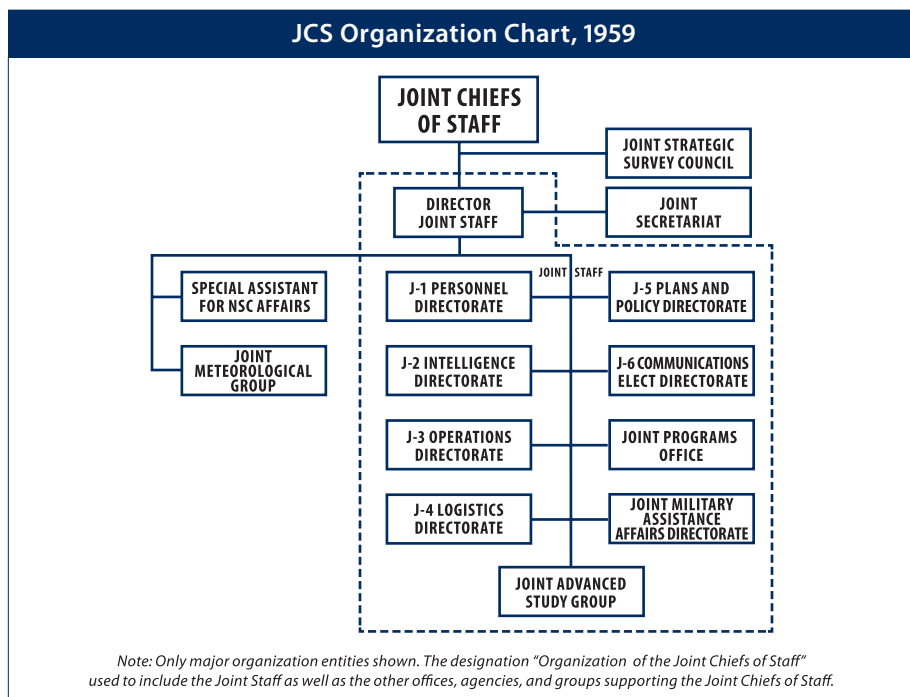 JCS Organization Chart, 1959
JOINT CHIEFS
OF STAFF
JOINT STRATEGIC
SURVEY COUNCIL
DIRECTOR
JOINT STAFF
JOINT
SECRETARIAT
JOINT STAFF
SPECIAL ASSISTANT
FOR NSC AFFAIRS
J-1 PERSONNEL
DIRECTORATE
J-5 PLANS AND
POLICY DIRECTORATE
JOINT
METEOROLOGICAL
GROUP
J-2 INTELLIGENCE
DIRECTORATE
J-6 COMMUNICATIONS
ELECT DIRECTORATE
J-3 OPERATIONS
DIRECTORATE
JOINT PROGRAMS
OFFICE
J-4 LOGISTICS
DIRECTORATE
JOINT MILITARY
ASSISTANCE
AFFAIRS DIRECTORATE
JOINT ADVANCED
STUDY GROUP
Note: Only major organization entities shown. The designation “Organization of the Joint Chiefs of Staff”
used to include the Joint Staff as well as the other offices, agencies, and groups supporting the Joint Chiefs of Staff.